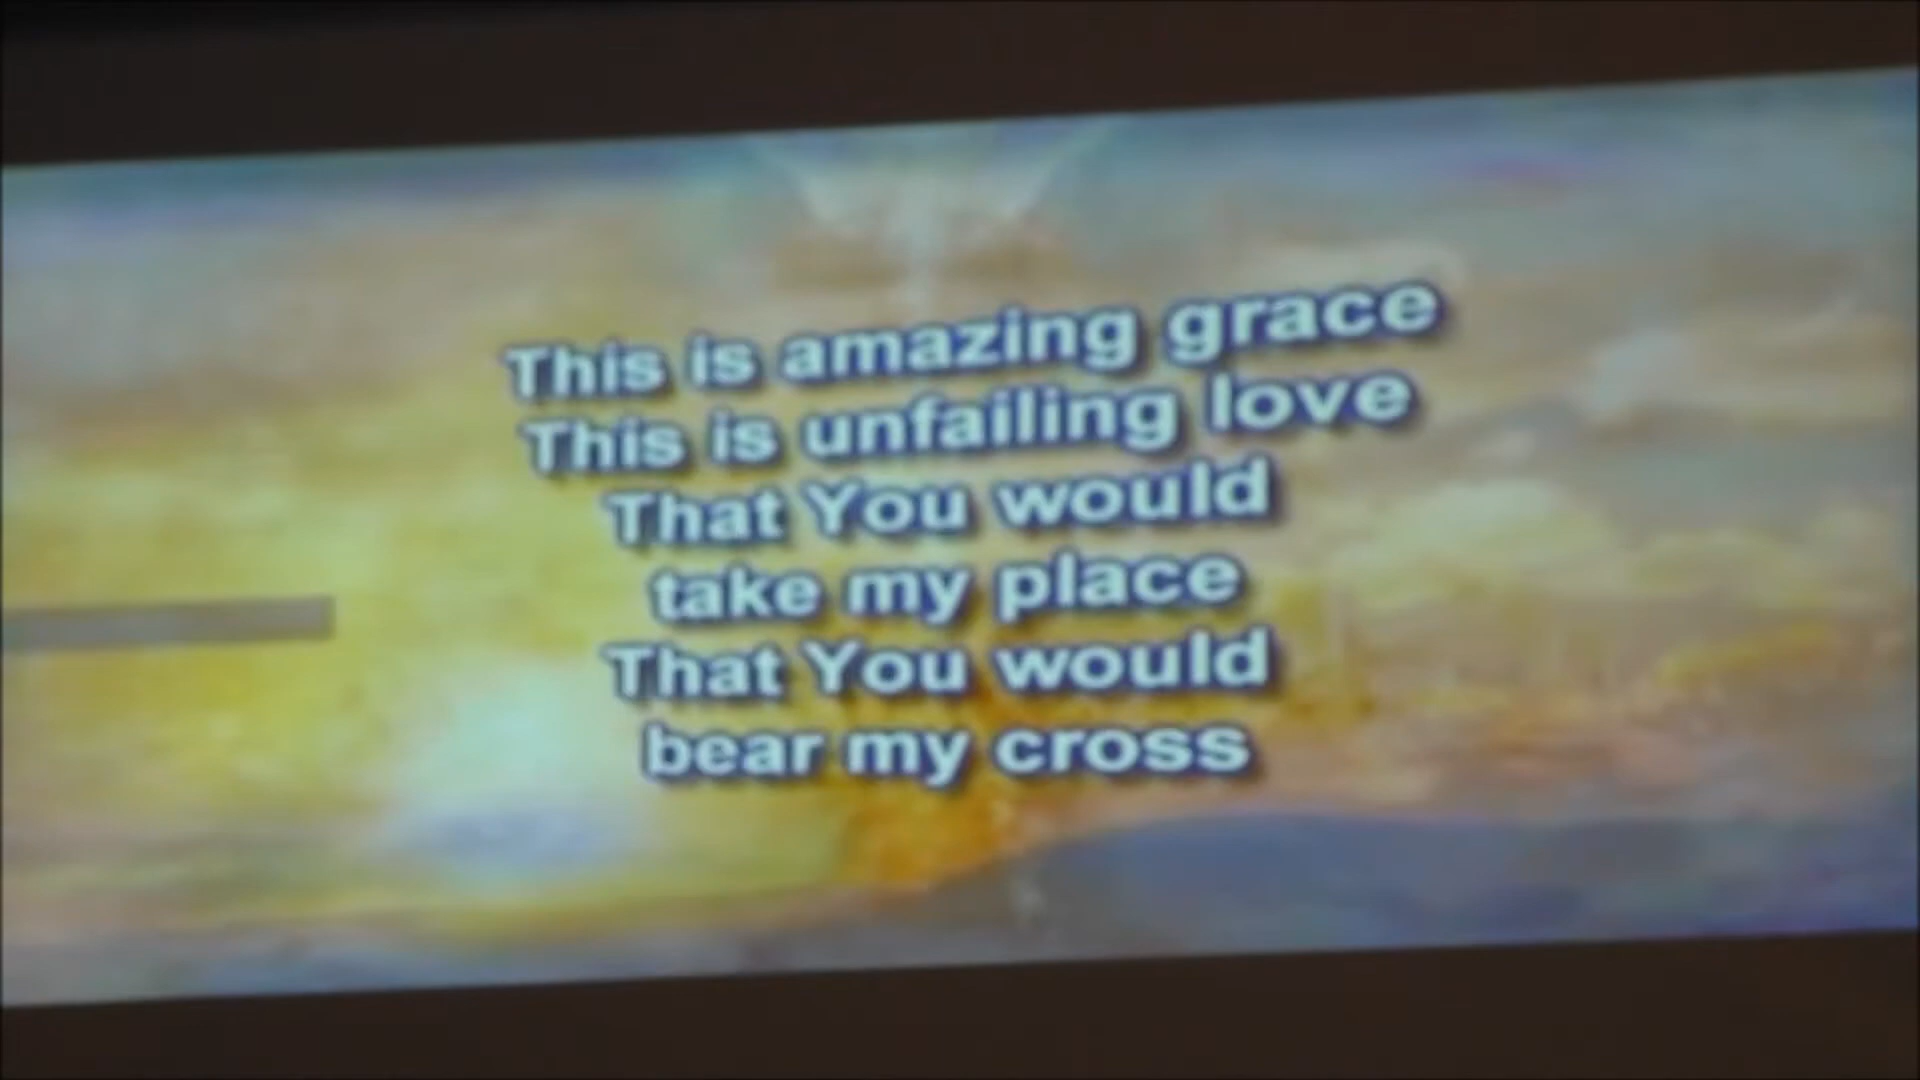 This is amazing grace
This is unfailing love
That You would
take my place
That You would
bear my cross